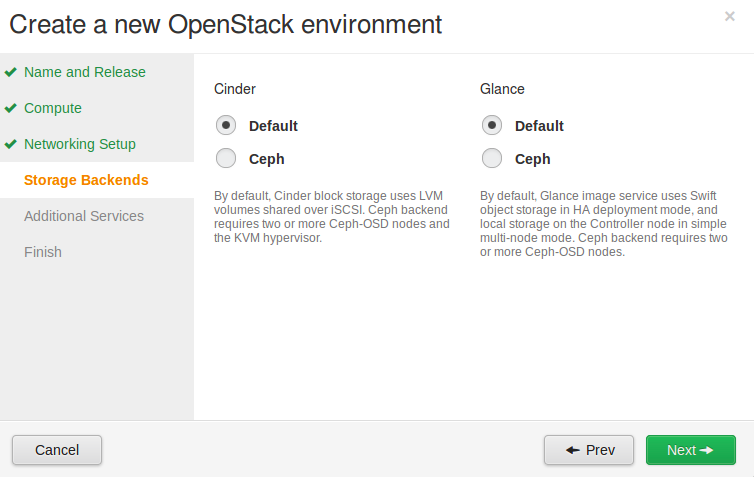 Create a new OpenStack environment
×
Name and Release
Compute
Networking Setup
Storage Backends
Additional Services
Finish
Cinder
Default
Ceph
By default, Cinder block storage uses LVM
volumes shared over iSCSI. Ceph backend
requires two or more Ceph-OSD nodes and
the KVM hypervisor.
Glance
Default
Ceph
By default, Glance image service uses Swift
object storage in HA deployment mode, and
local storage on the Controller node in simple
multi-node mode. Ceph backend requires two
or more Ceph-OSD nodes.
Cancel
Prev
Next